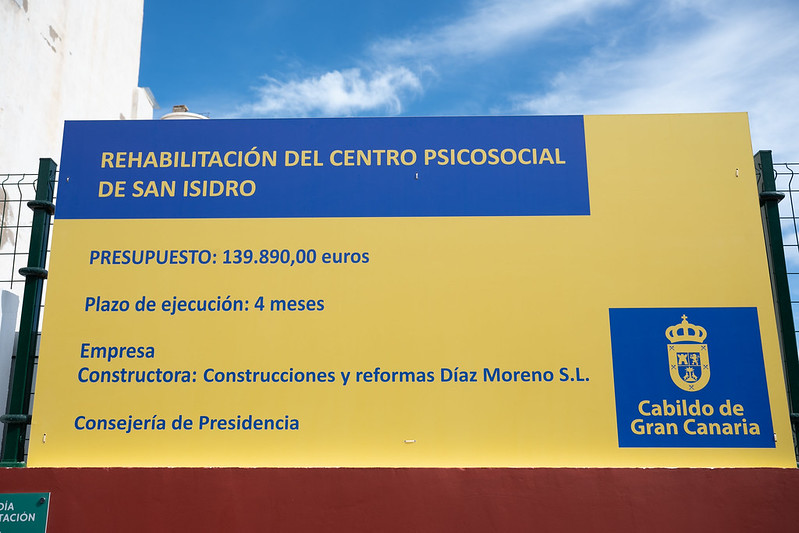 REHABILITACIÓN DEL CENTRO PSICOSOCIAL
DE SAN ISIDRO
PRESUPUESTO: 139.890,00 euros
Plazo de ejecución: 4 meses
Empresa
Constructora: Construcciones y reformas Díaz Moreno S.L.
Consejería de Presidencia
Cabildo de
Gran Canaria
DÍA